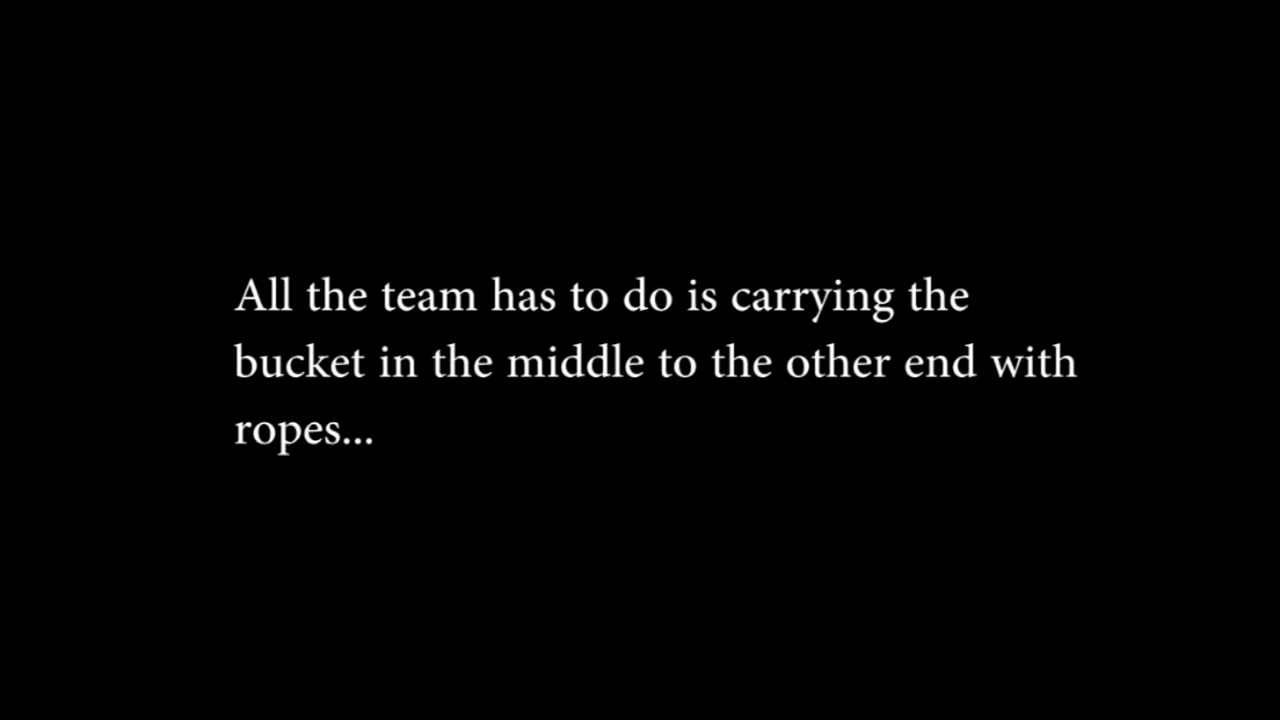 All the team has to do is carrying the
bucket in the middle to the other end with
ropes...